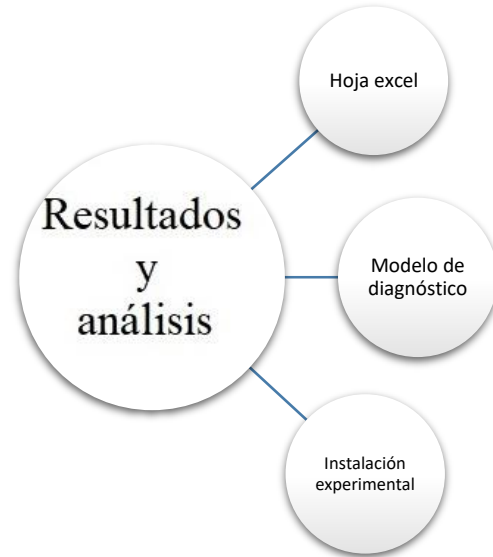 Hoja excel
Resultados
y
análisis
Modelo de
diagnóstico
Instalación
experimental